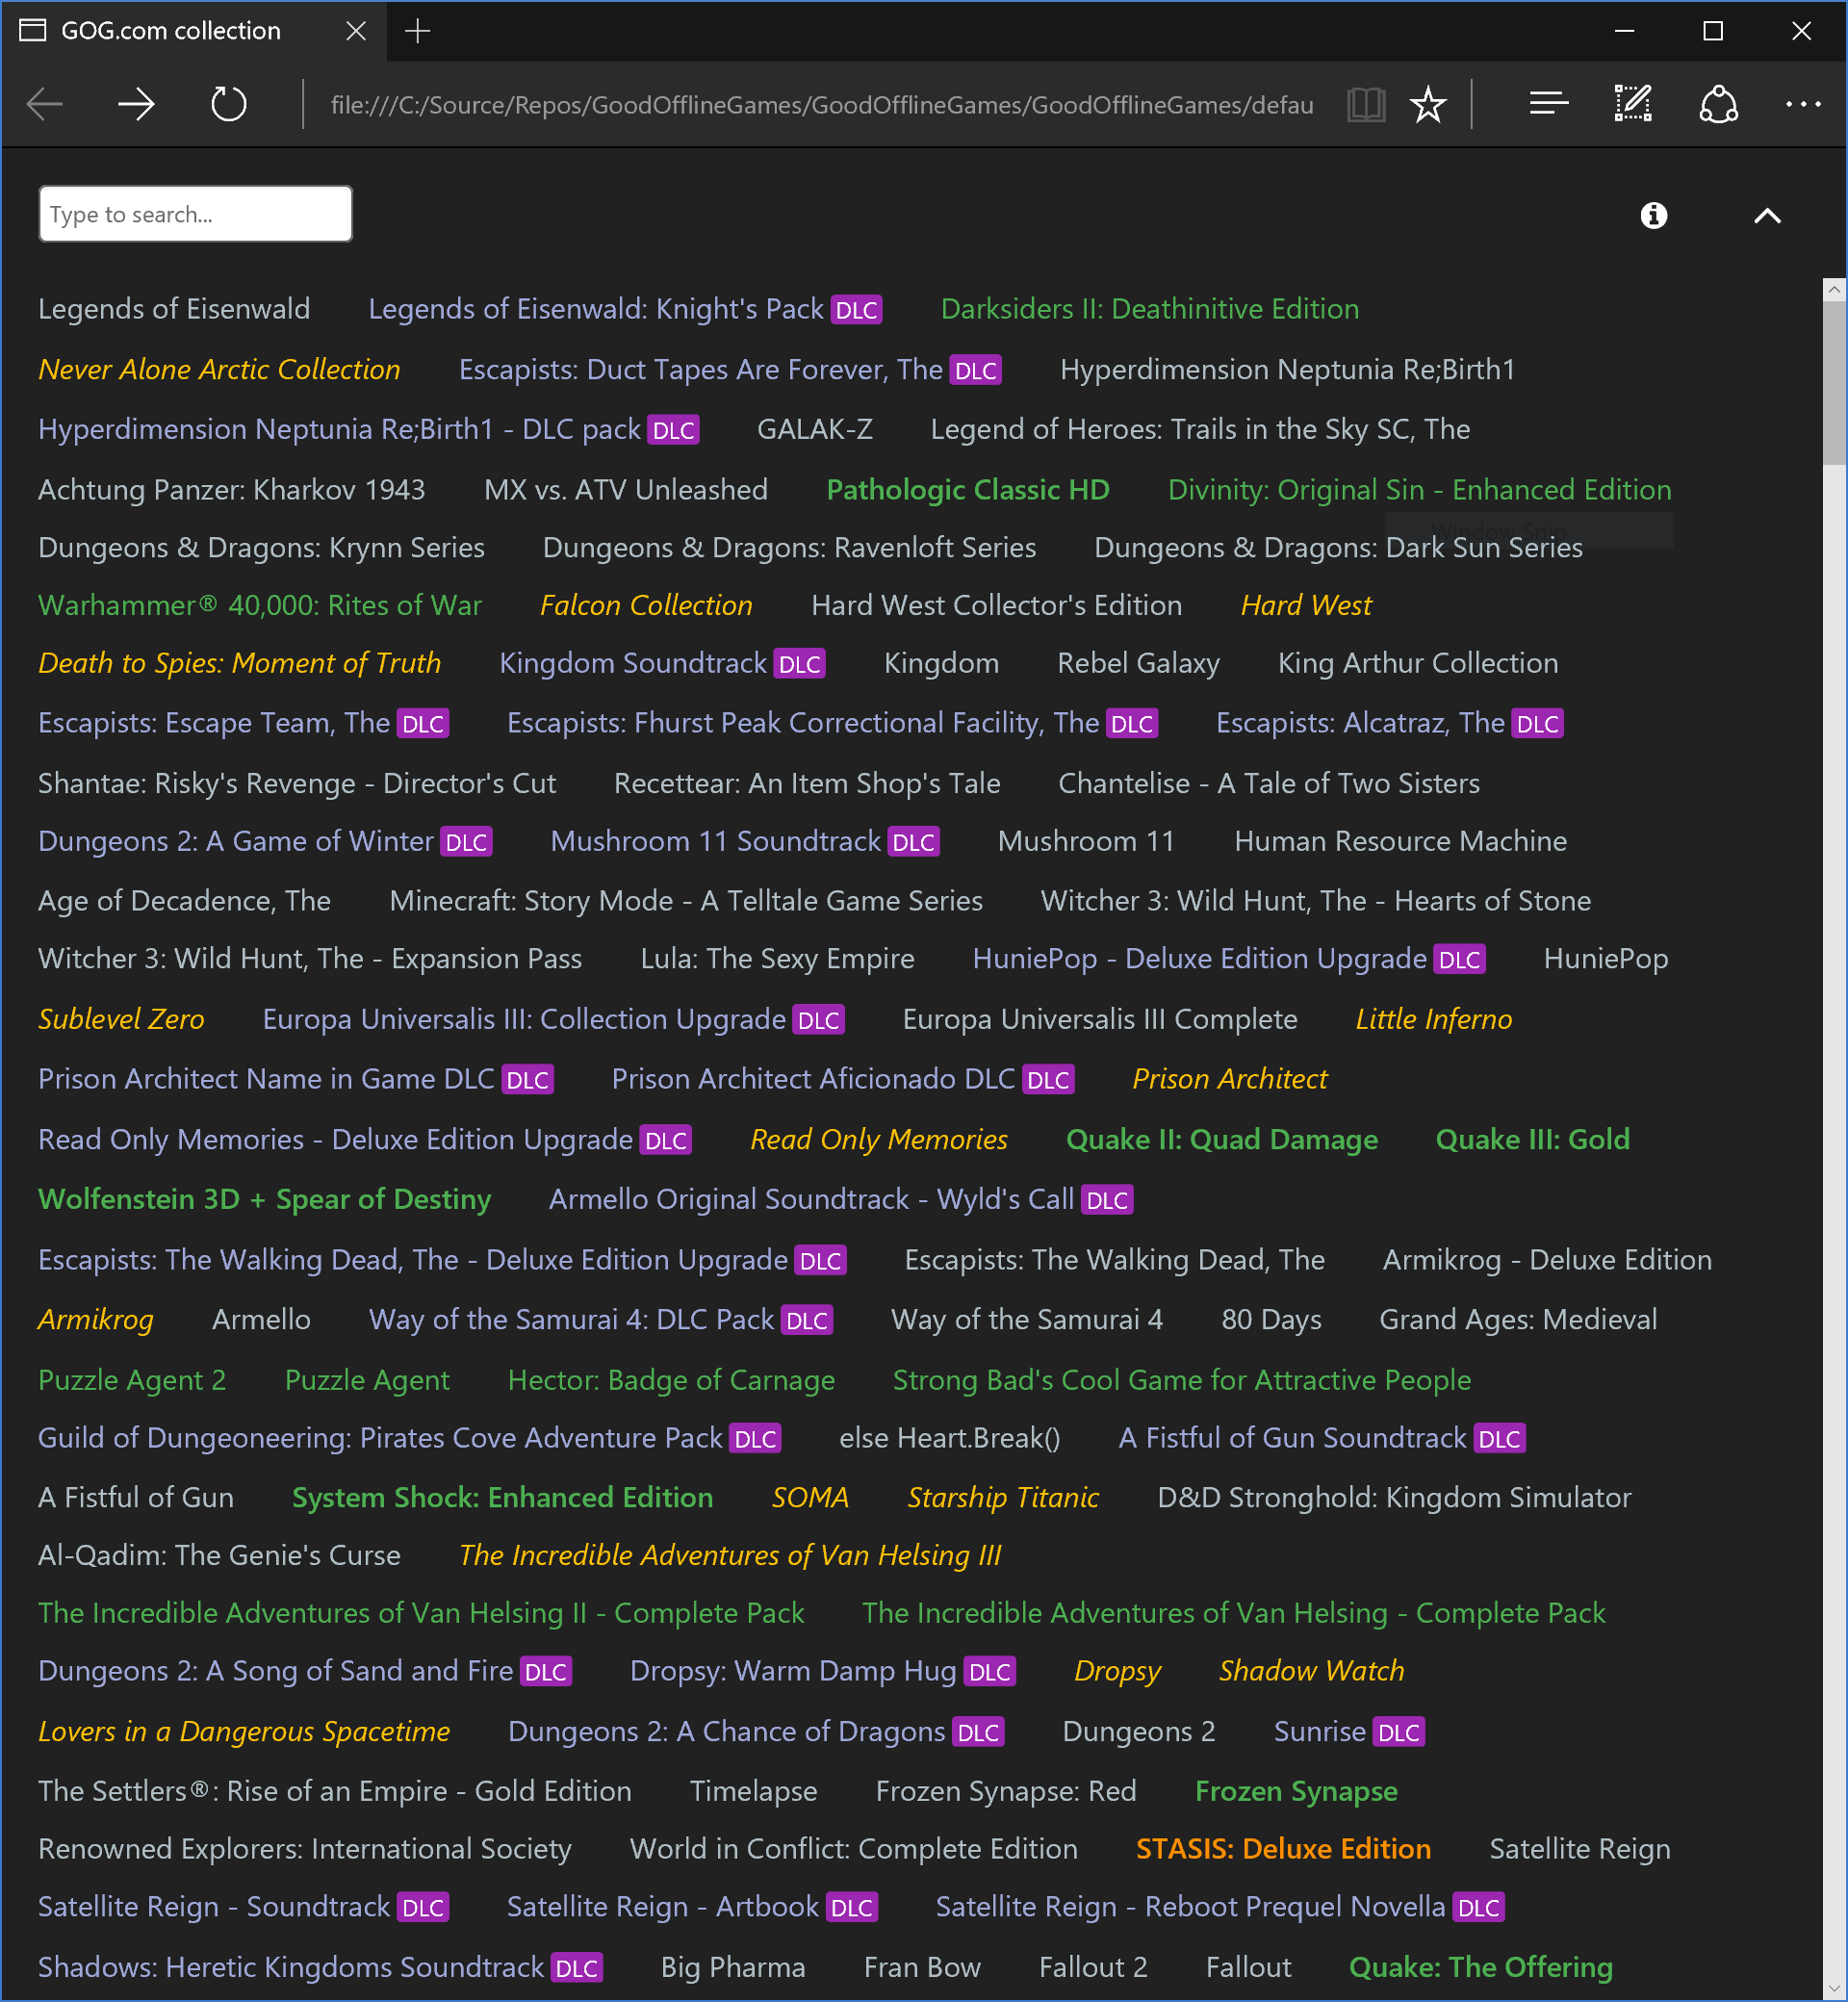 GOG.com collection
file:///C:/Source/Repos/GoodOfflineGames/GoodOfflineGames/GoodOfflineGames/defau
Type to search...
Legends of Eisenwald Legends of Eisenwald: Knight's Pack DLC Darksiders II: Deathinitive Edition
Never Alone Arctic Collection Escapists: Duct Tapes Are Forever, The DLC Hyperdimension Neptunia Re;Birth1
Hyperdimension Neptunia Re;Birth1 - DLC pack DLC GALAK-Z Legend of Heroes: Trails in the Sky SC, The
Achtung Panzer: Kharkov 1943 MX vs. ATV Unleashed Pathologic Classic HD Divinity: Original Sin - Enhanced Edition
Window Snip
Dungeons & Dragons: Krynn Series Dungeons & Dragons: Ravenloft Series Dungeons & Dragons: Dark Sun Series
Warhammer® 40,000: Rites of War Falcon Collection Hard West Collector's Edition Hard West
Death to Spies: Moment of Truth Kingdom Soundtrack DLC Kingdom Rebel Galaxy King Arthur Collection
Escapists: Escape Team, The DLC Escapists: Fhurst Peak Correctional Facility, The DLC Escapists: Alcatraz, The DLC
Shantae: Risky's Revenge - Director's Cut Recettear: An Item Shop's Tale Chantelise - A Tale of Two Sisters
Dungeons 2: A Game of Winter DLC Mushroom 11 Soundtrack DLC Mushroom 11 Human Resource Machine
Age of Decadence, The Minecraft: Story Mode - A Telltale Game Series Witcher 3: Wild Hunt, The - Hearts of Stone
Witcher 3: Wild Hunt, The - Expansion Pass Lula: The Sexy Empire HuniePop - Deluxe Edition Upgrade DLC HuniePop
Sublevel Zero Europa Universalis III: Collection Upgrade DLC Europa Universalis III Complete Little Inferno
Prison Architect Name in Game DLC DLC Prison Architect Aficionado DLC DLC Prison Architect
Read Only Memories - Deluxe Edition Upgrade DLC Read Only Memories Quake II: Quad Damage Quake III: Gold
Wolfenstein 3D + Spear of Destiny Armello Original Soundtrack - Wyld's Call DLC
Escapists: The Walking Dead, The - Deluxe Edition Upgrade DLC Escapists: The Walking Dead, The Armikrog - Deluxe Edition
Armikrog Armello Way of the Samurai 4: DLC Pack DLC Way of the Samurai 4 80 Days Grand Ages: Medieval
Puzzle Agent 2 Puzzle Agent Hector: Badge of Carnage Strong Bad's Cool Game for Attractive People
Guild of Dungeoneering: Pirates Cove Adventure Pack DLC else Heart.Break() A Fistful of Gun Soundtrack DLC
A Fistful of Gun System Shock: Enhanced Edition SOMA Starship Titanic D&D Stronghold: Kingdom Simulator
Al-Qadim: The Genie's Curse The Incredible Adventures of Van Helsing III
The Incredible Adventures of Van Helsing II - Complete Pack The Incredible Adventures of Van Helsing - Complete Pack
Dungeons 2: A Song of Sand and Fire DLC Dropsy: Warm Damp Hug DLC Dropsy Shadow Watch
Lovers in a Dangerous Spacetime Dungeons 2: A Chance of Dragons DLC Dungeons 2 Sunrise DLC
The Settlers®: Rise of an Empire - Gold Edition Timelapse Frozen Synapse: Red Frozen Synapse
Renowned Explorers: International Society World in Conflict: Complete Edition STASIS: Deluxe Edition Satellite Reign
Satellite Reign - Soundtrack DLC Satellite Reign - Artbook DLC Satellite Reign - Reboot Prequel Novella DLC
Shadows: Heretic Kingdoms Soundtrack DLC Big Pharma Fran Bow Fallout 2 Fallout Quake: The Offering